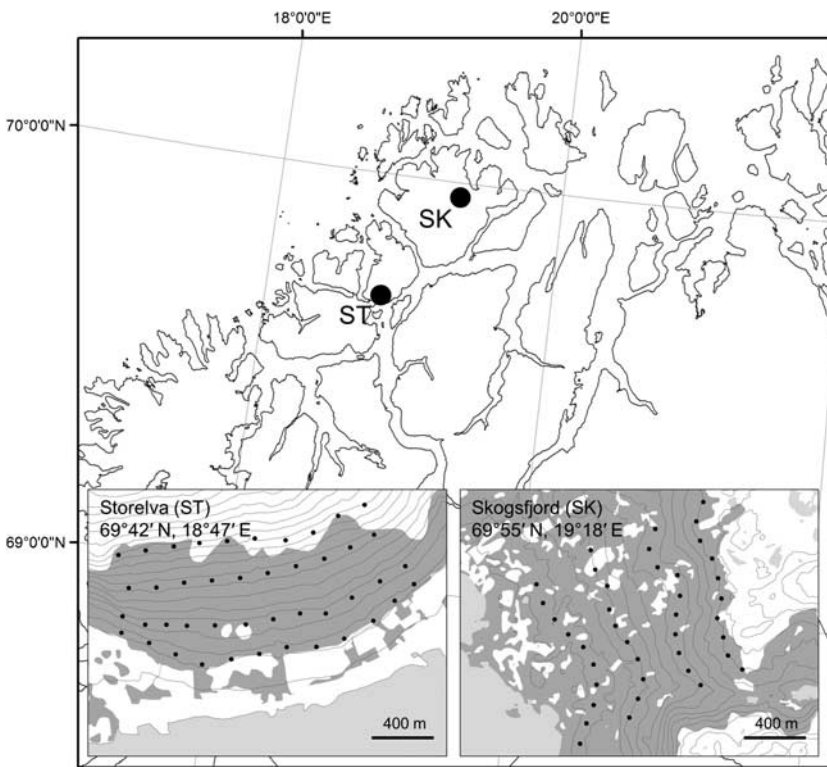 18°0'0"E
20°0'0"E
70°0'0"N
SK
ST
69°0'0"N
Storelva (ST)
69°42′ N, 18°47′ E
400 m
Skogsfjord (SK)
69°55′ N, 19°18′ E
400 m